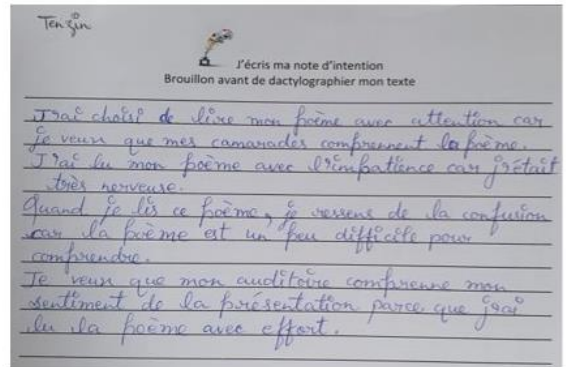 Tenzin
J'écris ma note d'intention
Brouillon avant de dactylographier mon texte
J'ai choisi de lire mon poème avec attention car
je veux que mes camarades comprennent la poème.
J'ai lu mon poème avec l'impatience car j'était
très nerveuse.
Quand je lis ce poème, je ressens de la confusion
car la poème est un peu difficile pour
comprendre.
Je veux que mon auditoire comprenne mon
sentiment de la présentation parce que j'ai
lu la poème avec effort.